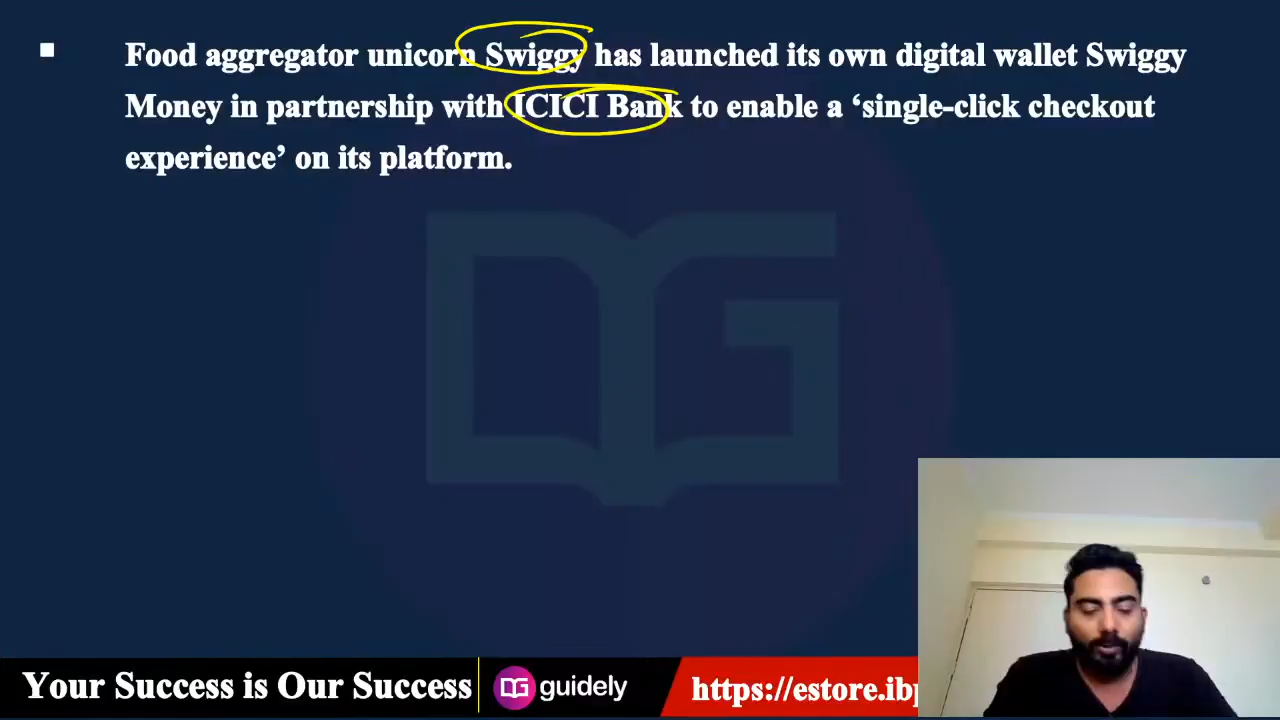 Food aggregator unicorn Swiggy has launched its own digital wallet Swiggy
Money in partnership with ICICI Bank to enable a ‘single-click checkout
experience’ on its platform.
Your Success is Our Success
guidely
https://estore.ibp